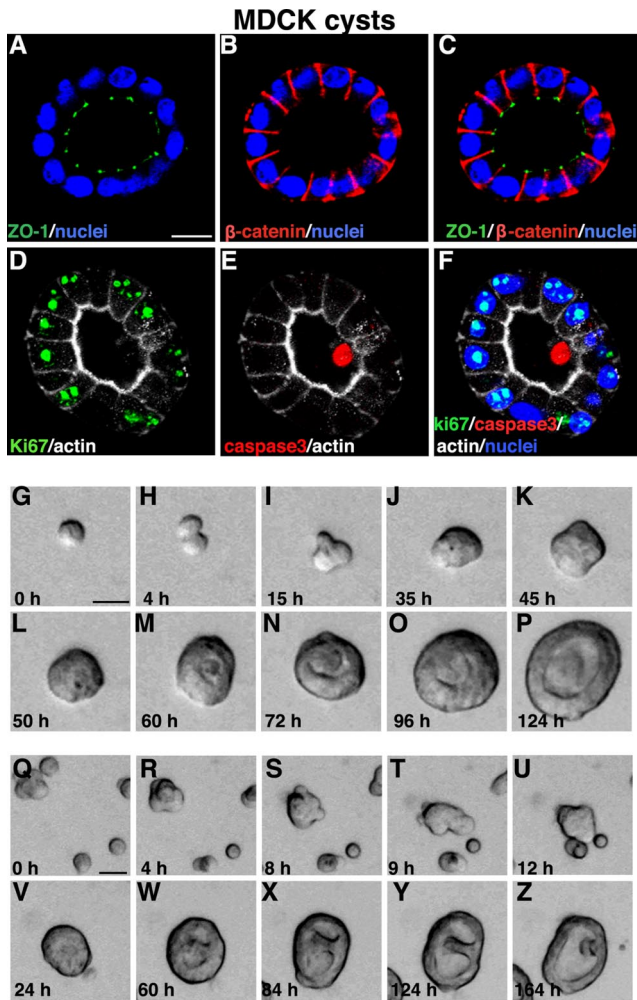 MDCK cysts
A
B
C
ZO-1/nuclei
β-catenin/nuclei
ZO-1/β-catenin/nuclei
D
E
F
Ki67/actin
caspase3/actin
ki67/caspase3/
actin/nuclei
G
H
I
J
K
0 h
4 h
15 h
35 h
45 h
L
M
N
O
P
50 h
60 h
72 h
96 h
124 h
Q
R
S
T
U
0 h
4 h
8 h
9 h
12 h
V
W
X
Y
Z
24 h
60 h
84 h
124 h
164 h